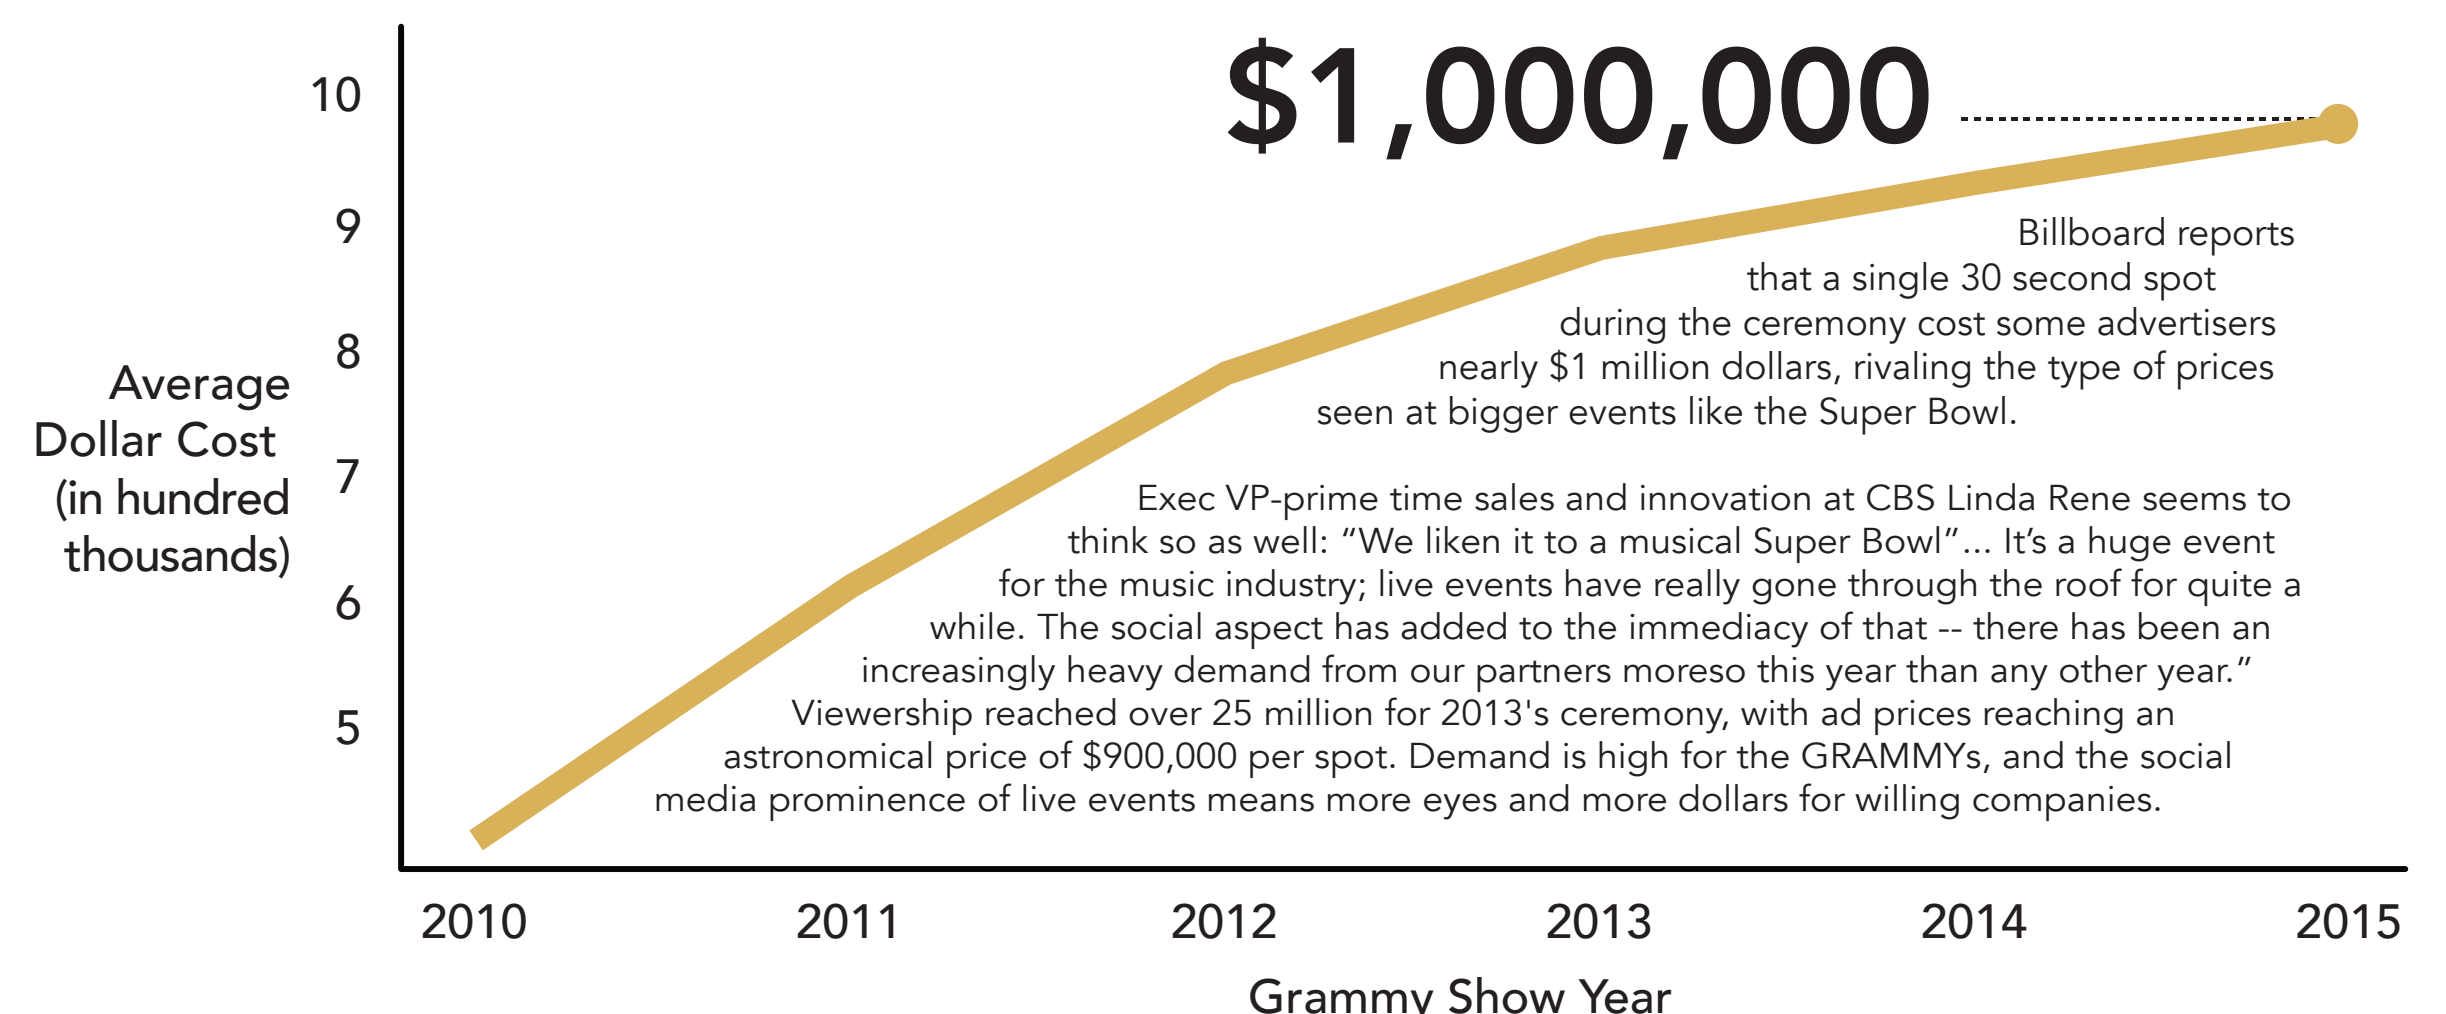 $1,000,000
10
9
8
7
6
5
Average
Dollar Cost
(in hundred
thousands)
Billboard reports
that a single 30 second spot
during the ceremony cost some advertisers
nearly $1 million dollars, rivaling the type of prices
seen at bigger events like the Super Bowl.
Exec VP-prime time sales and innovation at CBS Linda Rene seems to
think so as well: “We liken it to a musical Super Bowl”... It’s a huge event
for the music industry; live events have really gone through the roof for quite a
while. The social aspect has added to the immediacy of that -- there has been an
increasingly heavy demand from our partners moreso this year than any other year.”
Viewership reached over 25 million for 2013's ceremony, with ad prices reaching an
astronomical price of $900,000 per spot. Demand is high for the GRAMMYs, and the social
media prominence of live events means more eyes and more dollars for willing companies.
2010 2011 2012 2013 2014 2015
Grammy Show Year